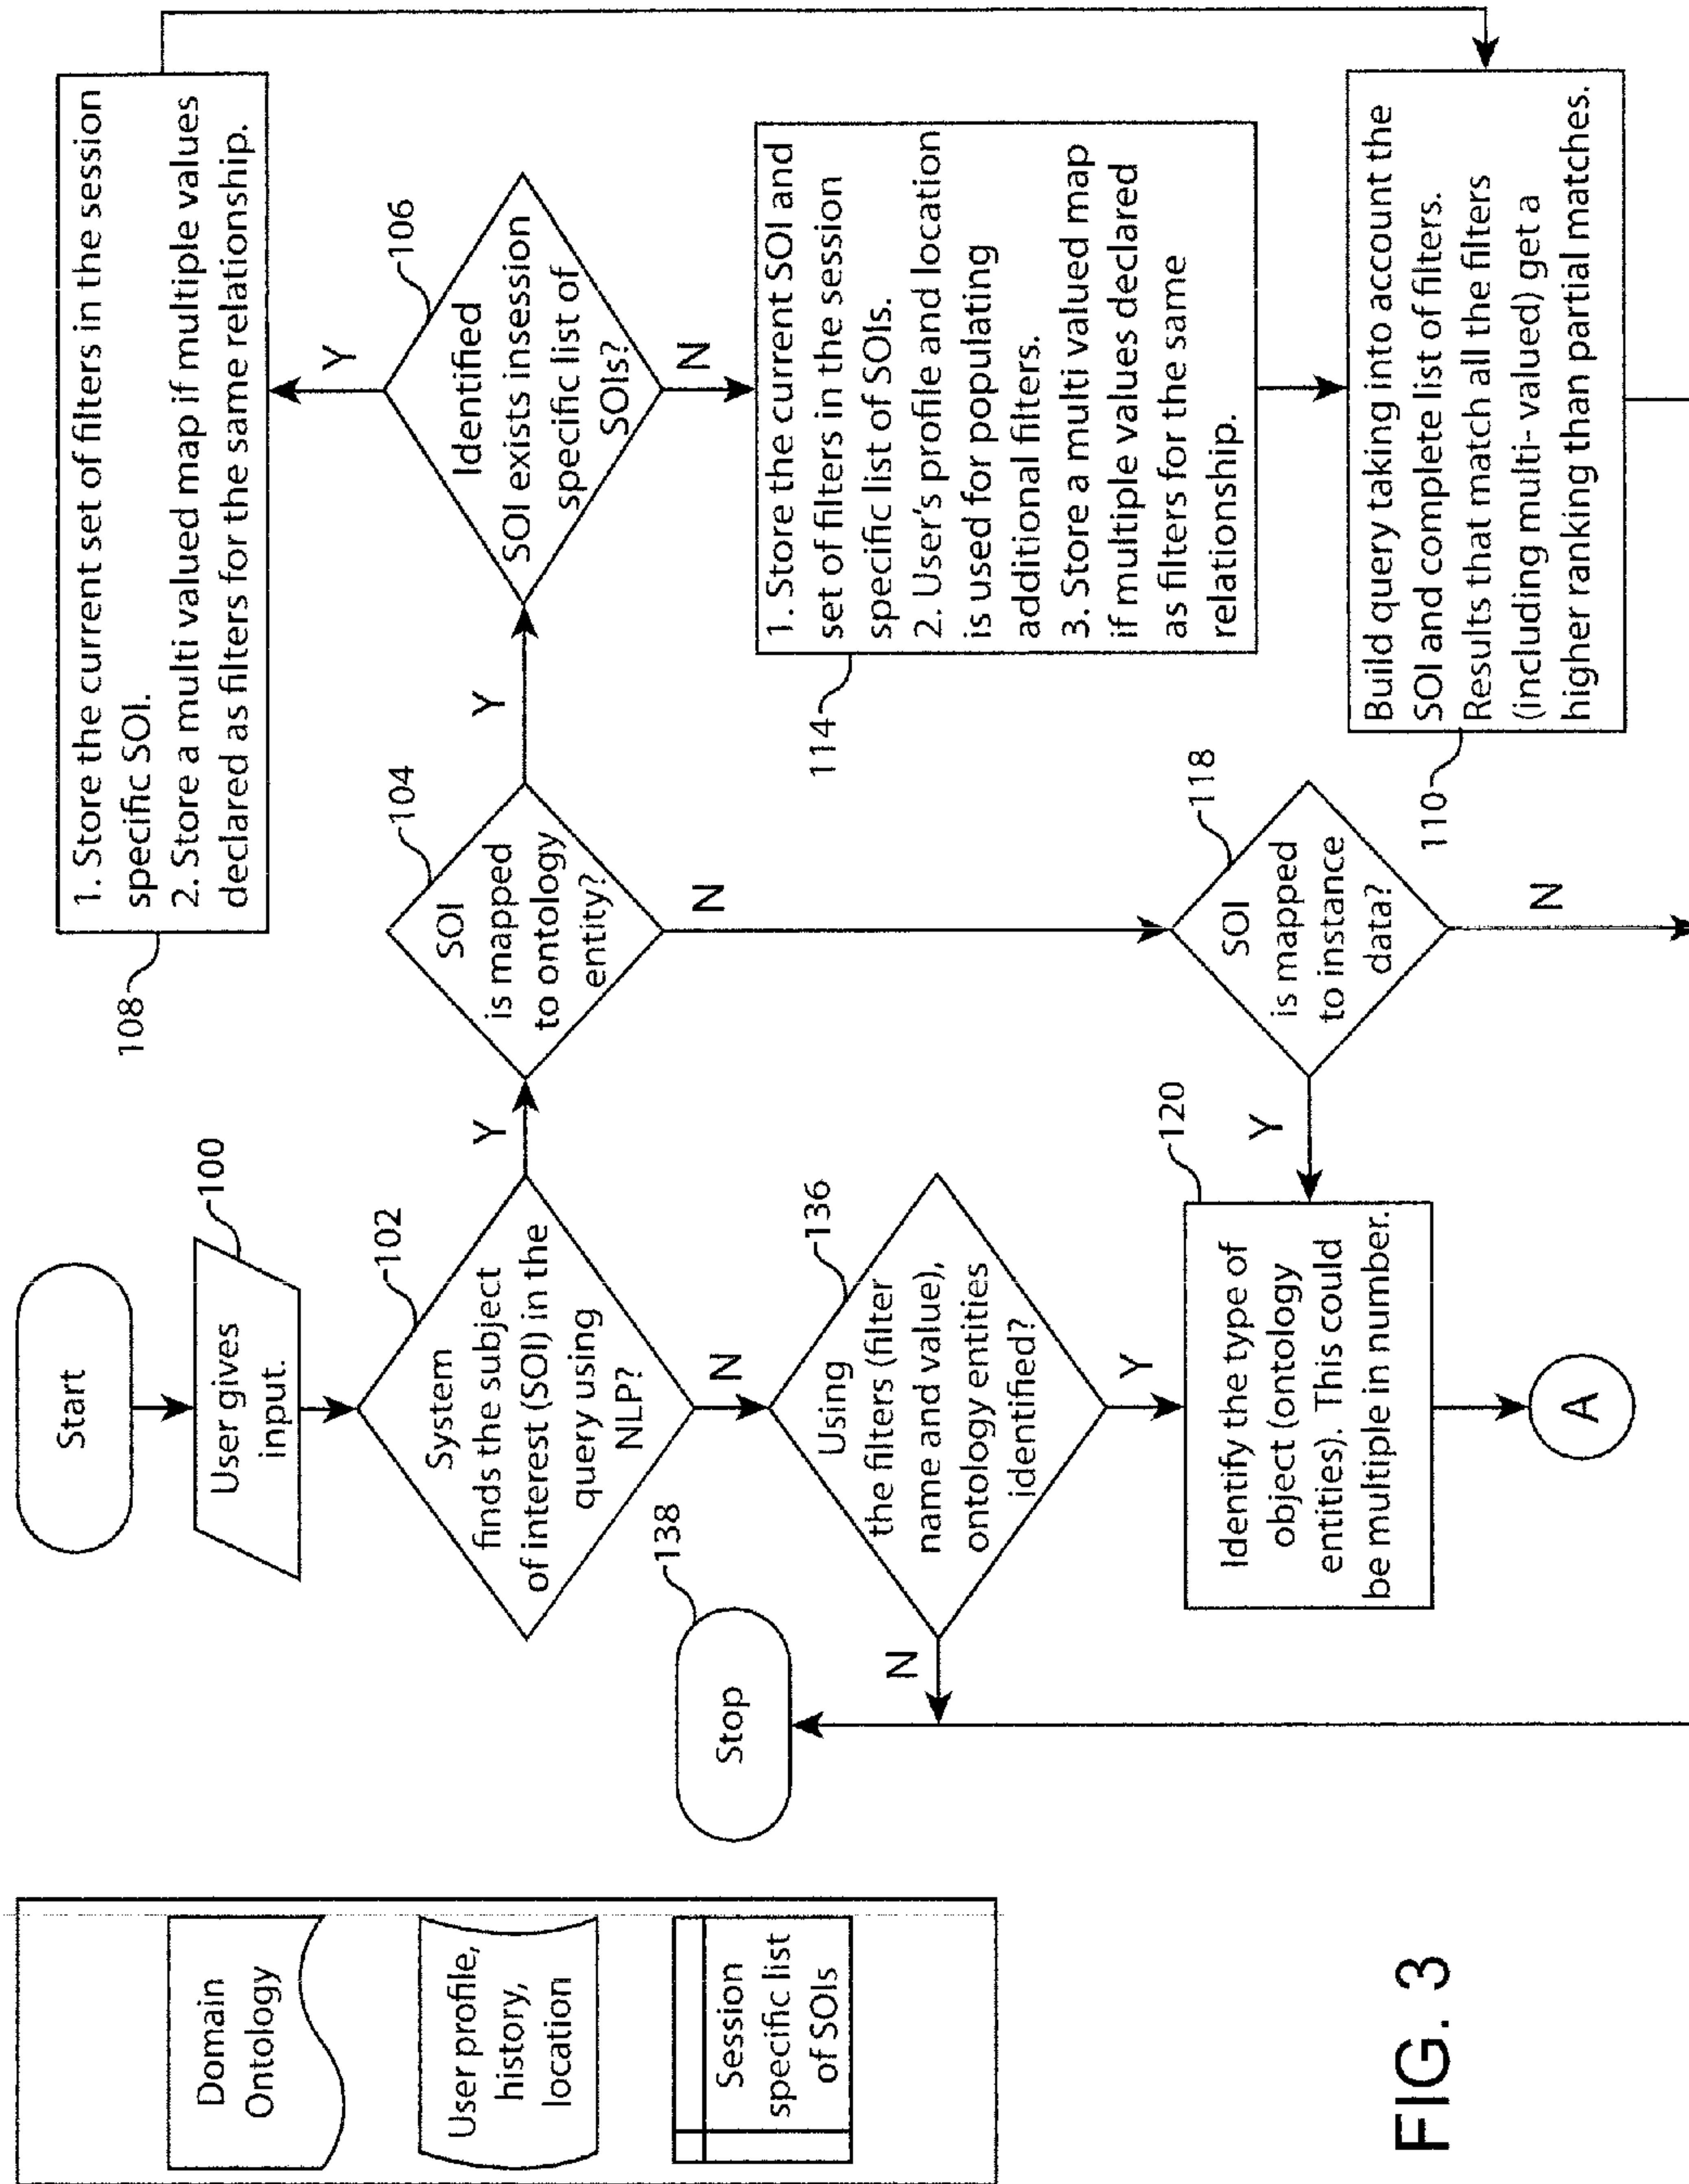 Start
User gives
input.
100
System
finds the subject
of interest (SOI) in the
query using
NLP?
102
Y
N
SOI
is mapped
to ontology
entity?
104
Y
N
Identified
SOI exists insession
specific list of
SOIs?
106
Y
N
1. Store the current set of filters in the session
specific SOI.
2. Store a multi valued map if multiple values
declared as filters for the same relationship.
108
1. Store the current SOI and
set of filters in the session
specific list of SOIs.
2. User's profile and location
is used for populating
additional filters.
3. Store a multi valued map
if multiple values declared
as filters for the same
relationship.
114
Build query taking into account the
SOI and complete list of filters.
Results that match all the filters
(including multi- valued) get a
higher ranking than partial matches.
110
SOI
is mapped
to instance
data?
118
Y
N
Using
the filters (filter
name and value),
ontology entities
identified?
136
N
Y
Stop
138
Identify the type of
object (ontology
entities). This could
be multiple in number.
120
A
Domain
Ontology
User profile,
history,
location
Session
specific list
of SOIs
FIG. 3